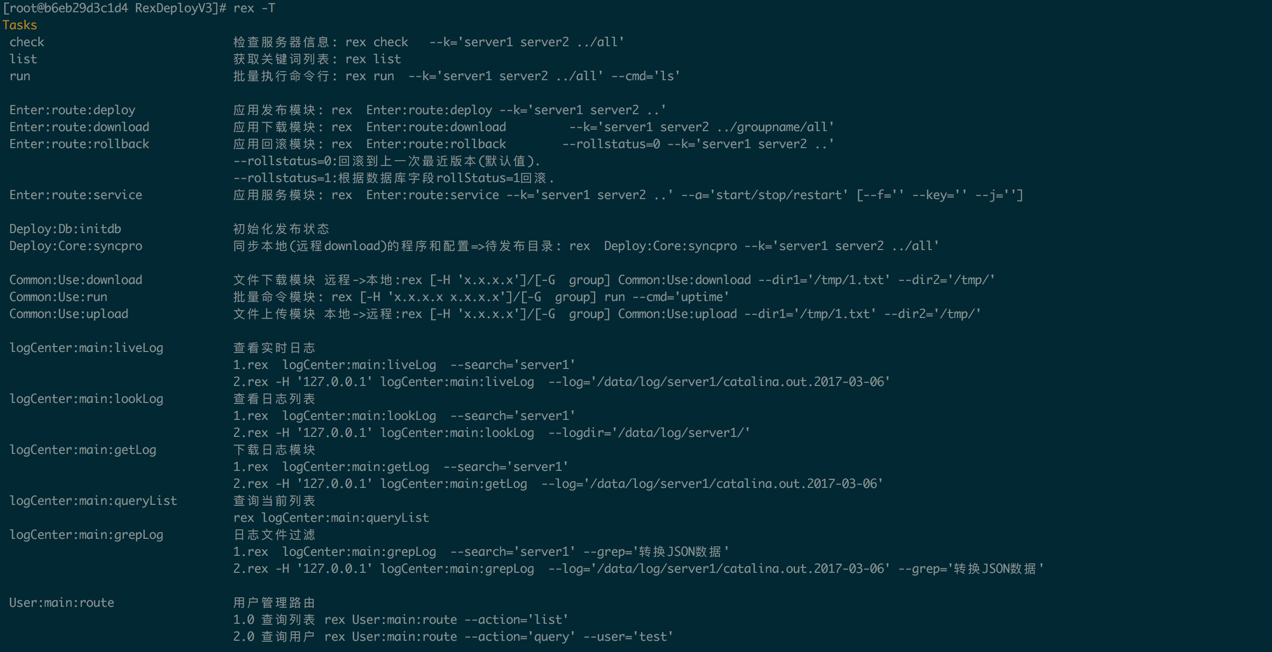 [root@b6eb29d3c1d4 RexDeployV3]# rex -T
Tasks
 check                          检查服务器信息: rex check   --k='server1 server2 ../all'
 list                           获取关键词列表: rex list
 run                            批量执行命令行: rex run  --k='server1 server2 ../all' --cmd='ls'
 Enter:route:deploy             应用发布模块: rex  Enter:route:deploy --k='server1 server2 ..'
 Enter:route:download           应用下载模块: rex  Enter:route:download         --k='server1 server2 ../groupname/all'
 Enter:route:rollback           应用回滚模块: rex  Enter:route:rollback        --rollstatus=0 --k='server1 server2 ..'
                                --rollstatus=0:回滚到上一次最近版本(默认值).
                                --rollstatus=1:根据数据库字段rollStatus=1回滚.
 Enter:route:service            应用服务模块: rex  Enter:route:service --k='server1 server2 ..' --a='start/stop/restart' [--f='' --key='' --j='']
 Deploy:Db:initdb               初始化发布状态
 Deploy:Core:syncpro            同步本地(远程download)的程序和配置=>待发布目录: rex  Deploy:Core:syncpro --k='server1 server2 ../all'
 Common:Use:download            文件下载模块 远程->本地:rex [-H 'x.x.x.x']/[-G  group] Common:Use:download --dir1='/tmp/1.txt' --dir2='/tmp/'
 Common:Use:run                 批量命令模块: rex [-H 'x.x.x.x x.x.x.x']/[-G  group] run --cmd='uptime'
 Common:Use:upload              文件上传模块 本地->远程:rex [-H 'x.x.x.x']/[-G  group] Common:Use:upload --dir1='/tmp/1.txt' --dir2='/tmp/'
 logCenter:main:liveLog         查看实时日志
                                1.rex  logCenter:main:liveLog  --search='server1'
                                2.rex -H '127.0.0.1' logCenter:main:liveLog  --log='/data/log/server1/catalina.out.2017-03-06'
 logCenter:main:lookLog         查看日志列表
                                1.rex  logCenter:main:lookLog  --search='server1'
                                2.rex -H '127.0.0.1' logCenter:main:lookLog  --logdir='/data/log/server1/'
 logCenter:main:getLog          下载日志模块
                                1.rex  logCenter:main:getLog  --search='server1'
                                2.rex -H '127.0.0.1' logCenter:main:getLog  --log='/data/log/server1/catalina.out.2017-03-06'
 logCenter:main:queryList       查询当前列表
                                rex logCenter:main:queryList
 logCenter:main:grepLog         日志文件过滤
                                1.rex  logCenter:main:grepLog  --search='server1' --grep='转换JSON数据'
                                2.rex -H '127.0.0.1' logCenter:main:grepLog  --log='/data/log/server1/catalina.out.2017-03-06' --grep='转换JSON数据'
 User:main:route                用户管理路由
                                1.0 查询列表 rex User:main:route --action='list'
                                2.0 查询用户 rex User:main:route --action='query' --user='test'